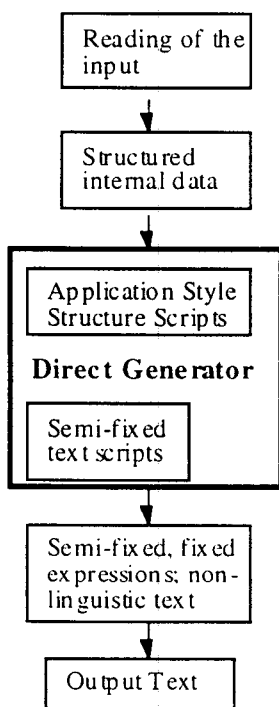 Reading of the
input
Structured
internal data
Application Style
Structure Scripts
Direct Generator
Semi-fixed
text scripts
Semi-fixed, fixed
expressions; non-
linguistic text
Output Text